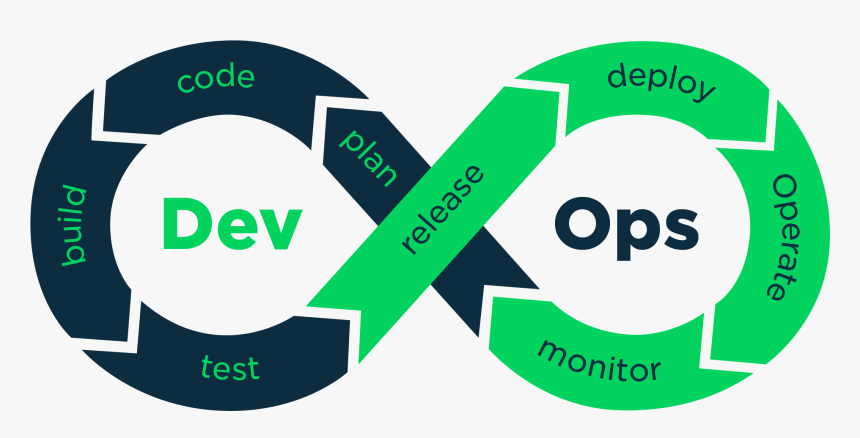 Dev
Ops
plan
code
build
test
release
deploy
Operate
monitor